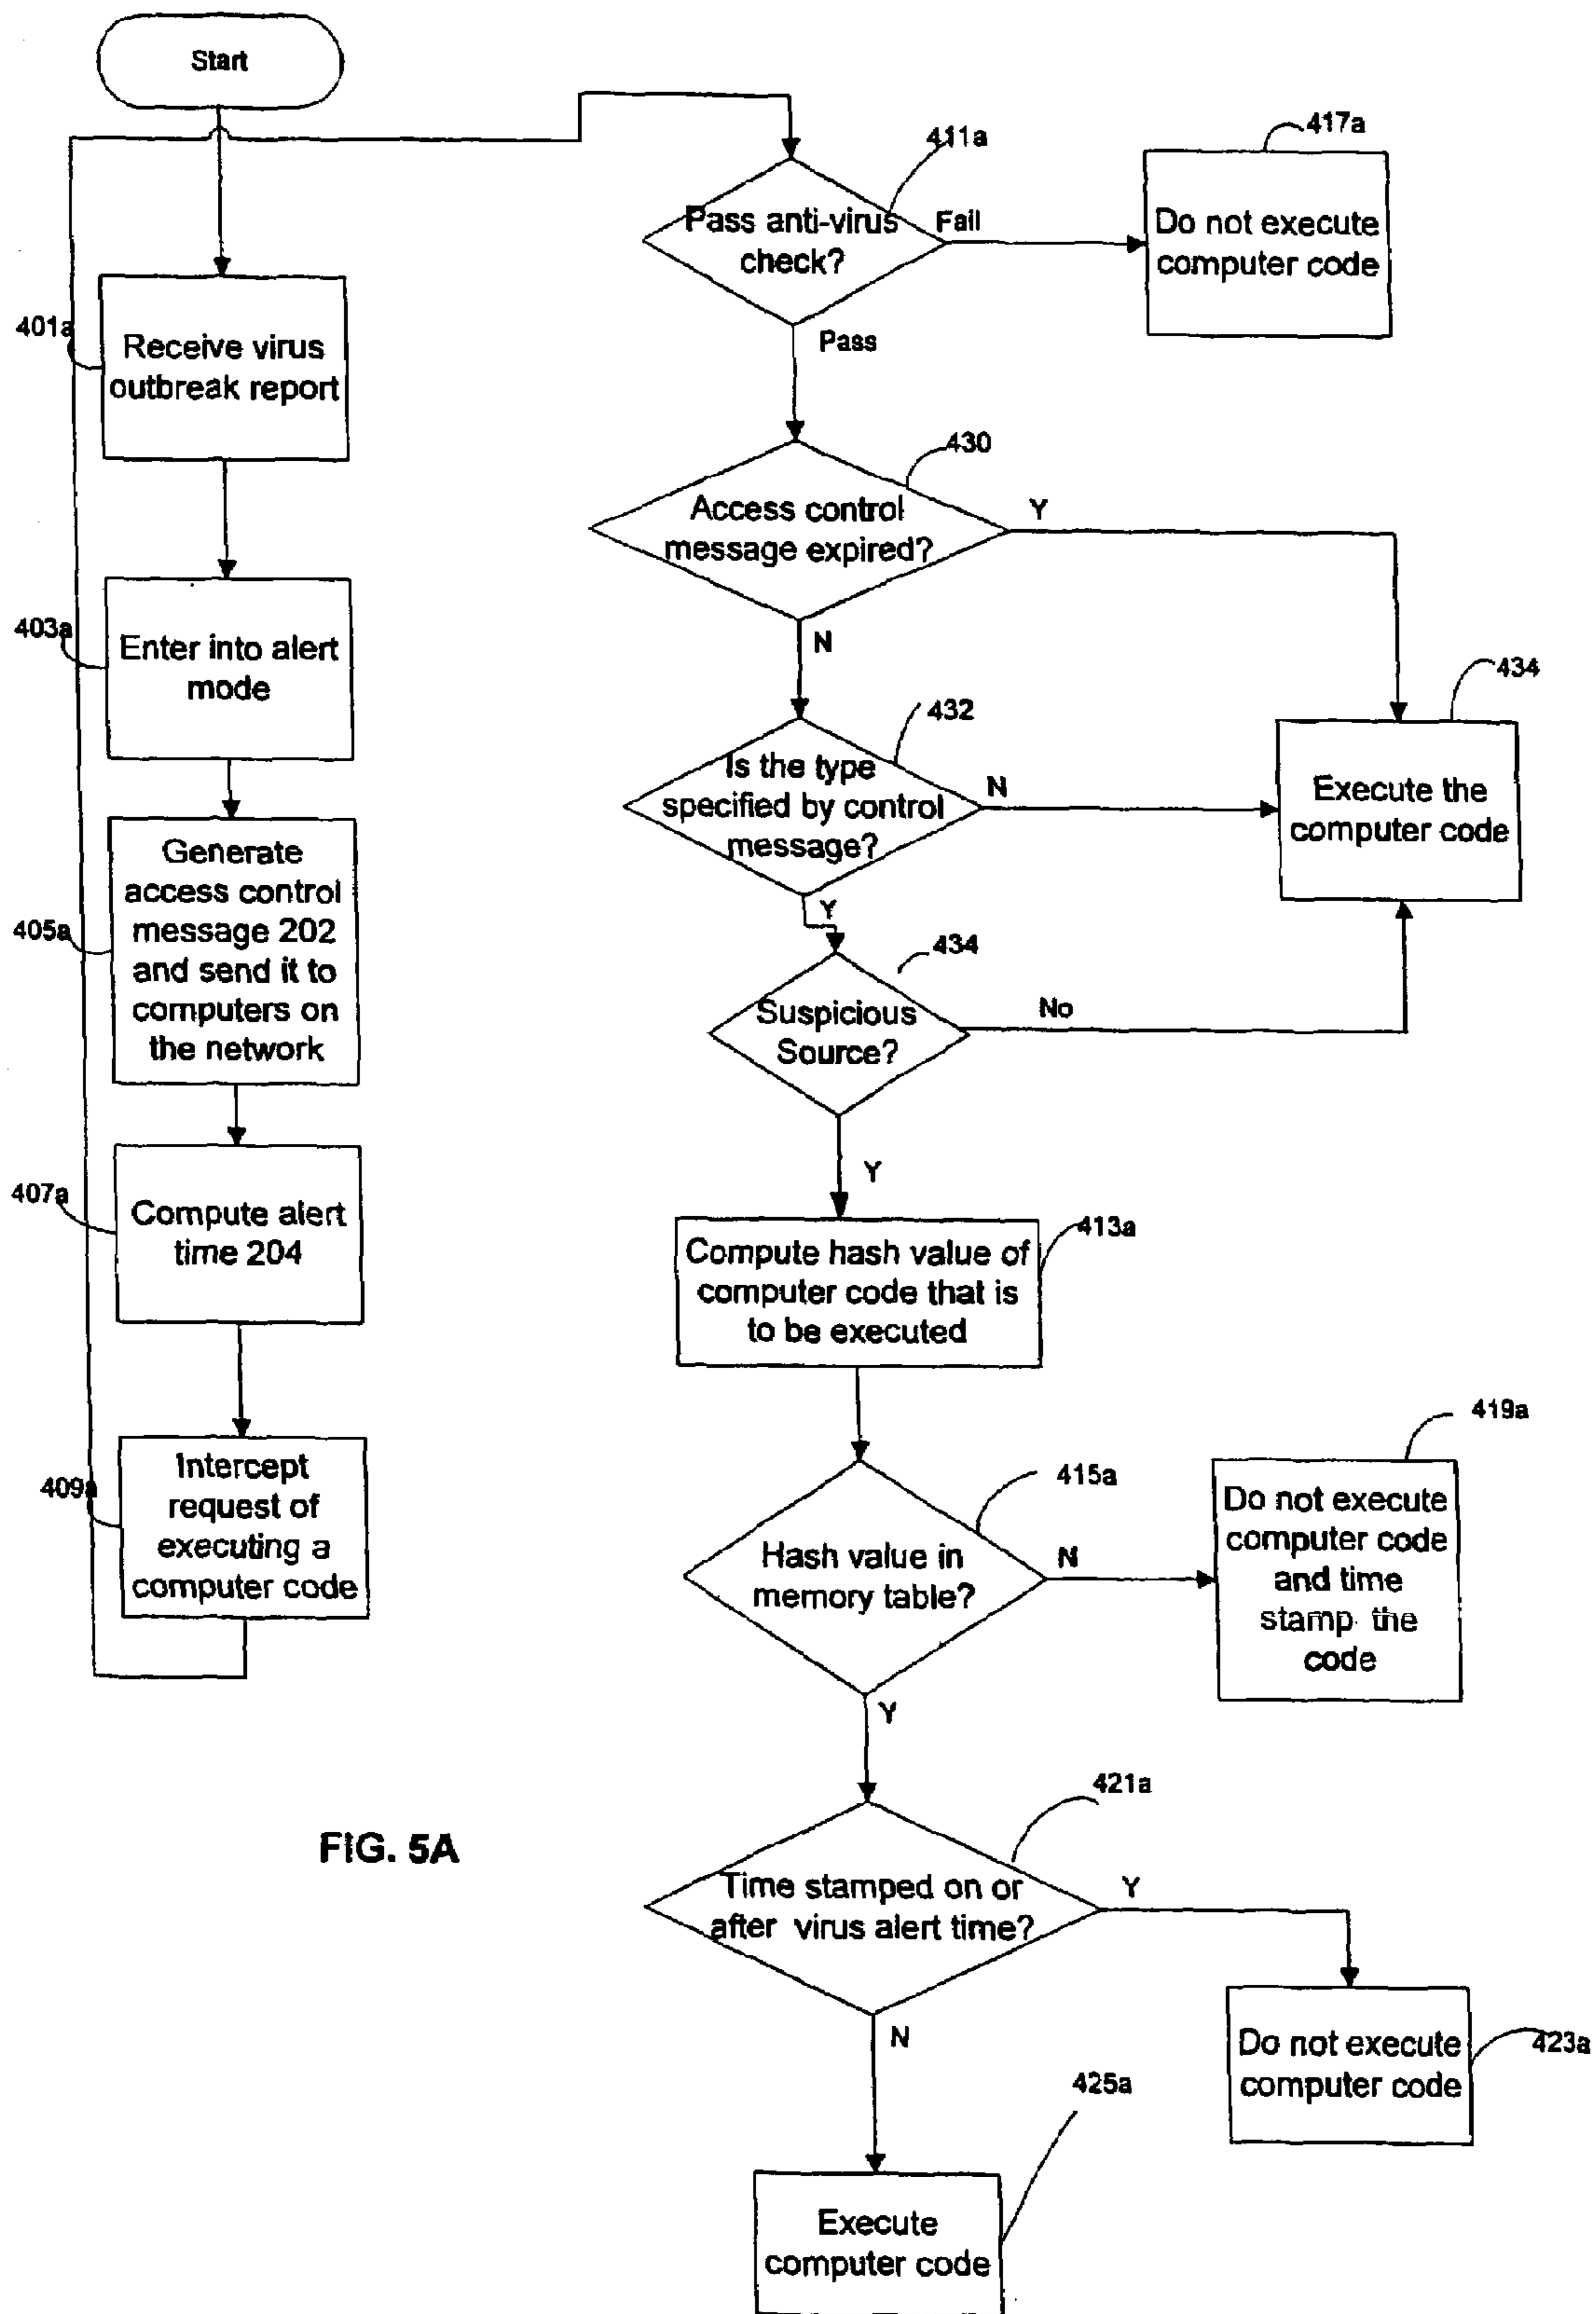 Start
401a
Receive virus
outbreak report
403a
Enter into alert
mode
405a
Generate
access control
message 202
and send it to
computers on
the network
407a
Compute alert
time 204
409a
Intercept
request of
executing a
computer code
411a
Pass anti-virus
check?
Fail
417a
Do not execute
computer code
Pass
430
Access control
message expired?
Y
N
432
Is the type
specified by control
message?
N
434
Execute the
computer code
Y
434
Suspicious
Source?
No
Y
413a
Compute hash value of
computer code that is
to be executed
415a
Hash value in
memory table?
N
419a
Do not execute
computer code
and time
stamp the
code
Y
421a
Time stamped on or
after virus alert time?
Y
423a
Do not execute
computer code
N
425a
Execute
computer code
FIG. 5A